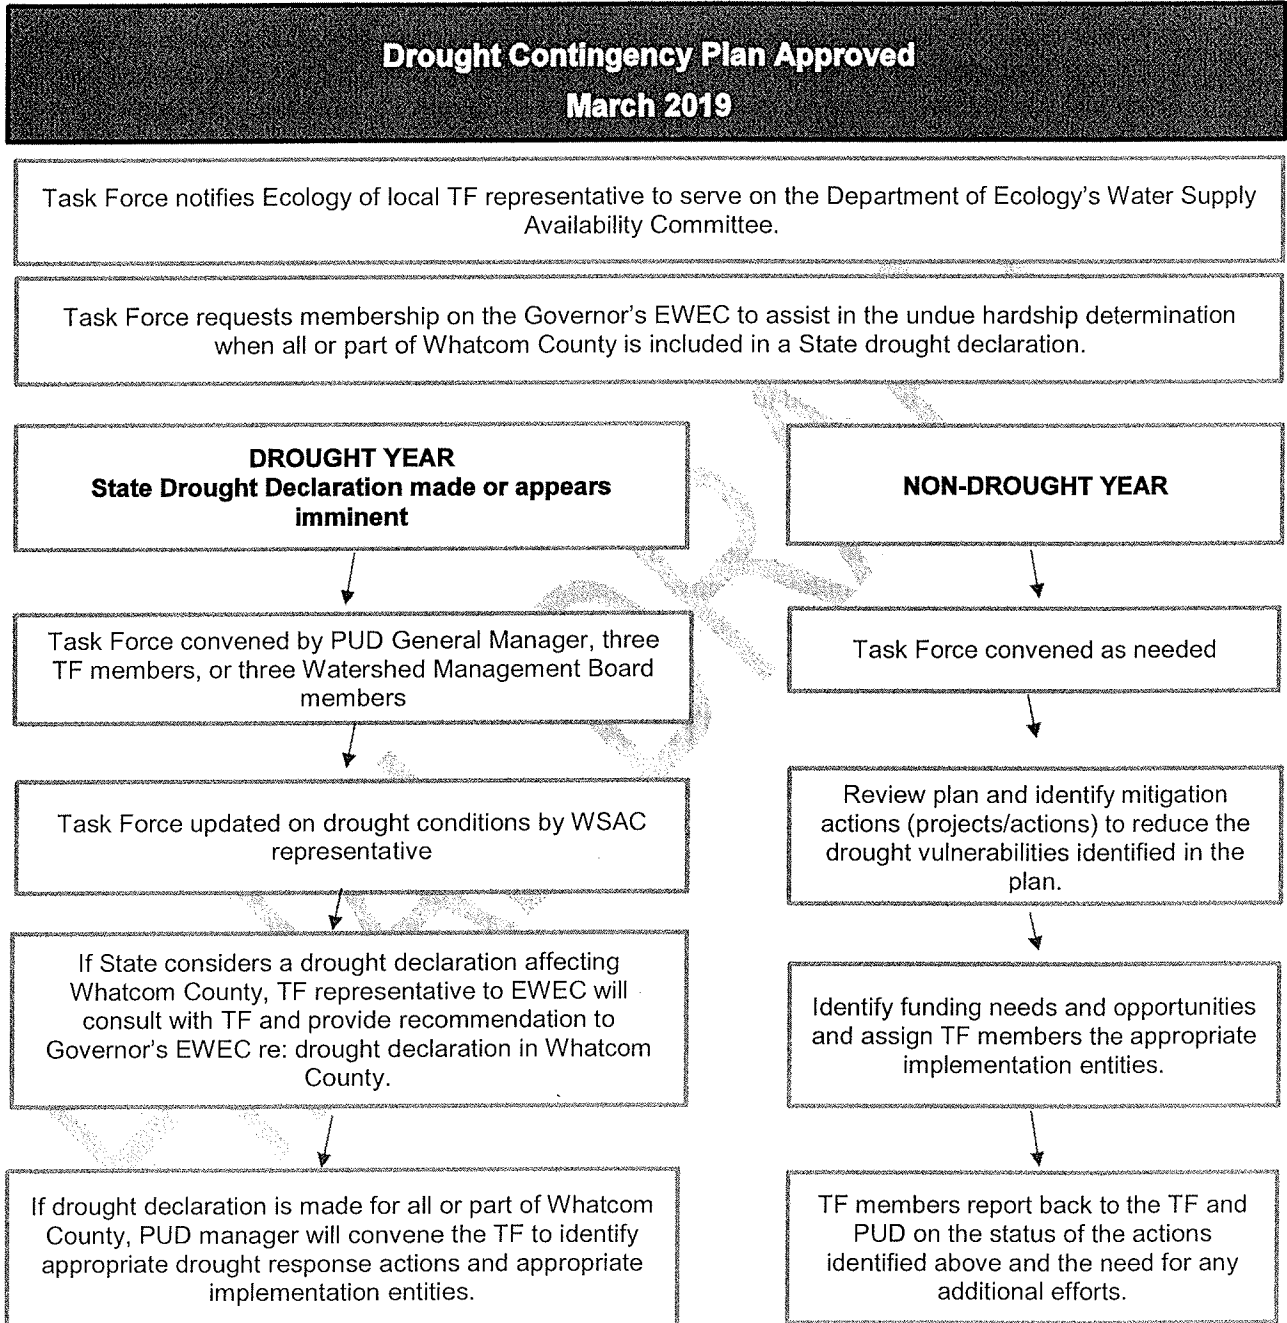 Drought Contingency Plan Approved
March 2019
Task Force notifies Ecology of local TF representative to serve on the Department of Ecology's Water Supply
Availability Committee.
Task Force requests membership on the Governor's EWEC to assist in the undue hardship determination
when all or part of Whatcom County is included in a State drought declaration.
DROUGHT YEAR
State Drought Declaration made or appears
imminent
Task Force convened by PUD General Manager, three
TF members, or three Watershed Management Board
members
Task Force updated on drought conditions by WSAC
representative
If State considers a drought declaration affecting
Whatcom County, TF representative to EWEC will
consult with TF and provide recommendation to
Governor's EWEC re: drought declaration in Whatcom
County.
If drought declaration is made for all or part of Whatcom
County, PUD manager will convene the TF to identify
appropriate drought response actions and appropriate
implementation entities.
NON-DROUGHT YEAR
Task Force convened as needed
Review plan and identify mitigation
actions (projects/actions) to reduce the
drought vulnerabilities identified in the
plan.
Identify funding needs and opportunities
and assign TF members the appropriate
implementation entities.
TF members report back to the TF and
PUD on the status of the actions
identified above and the need for any
additional efforts.